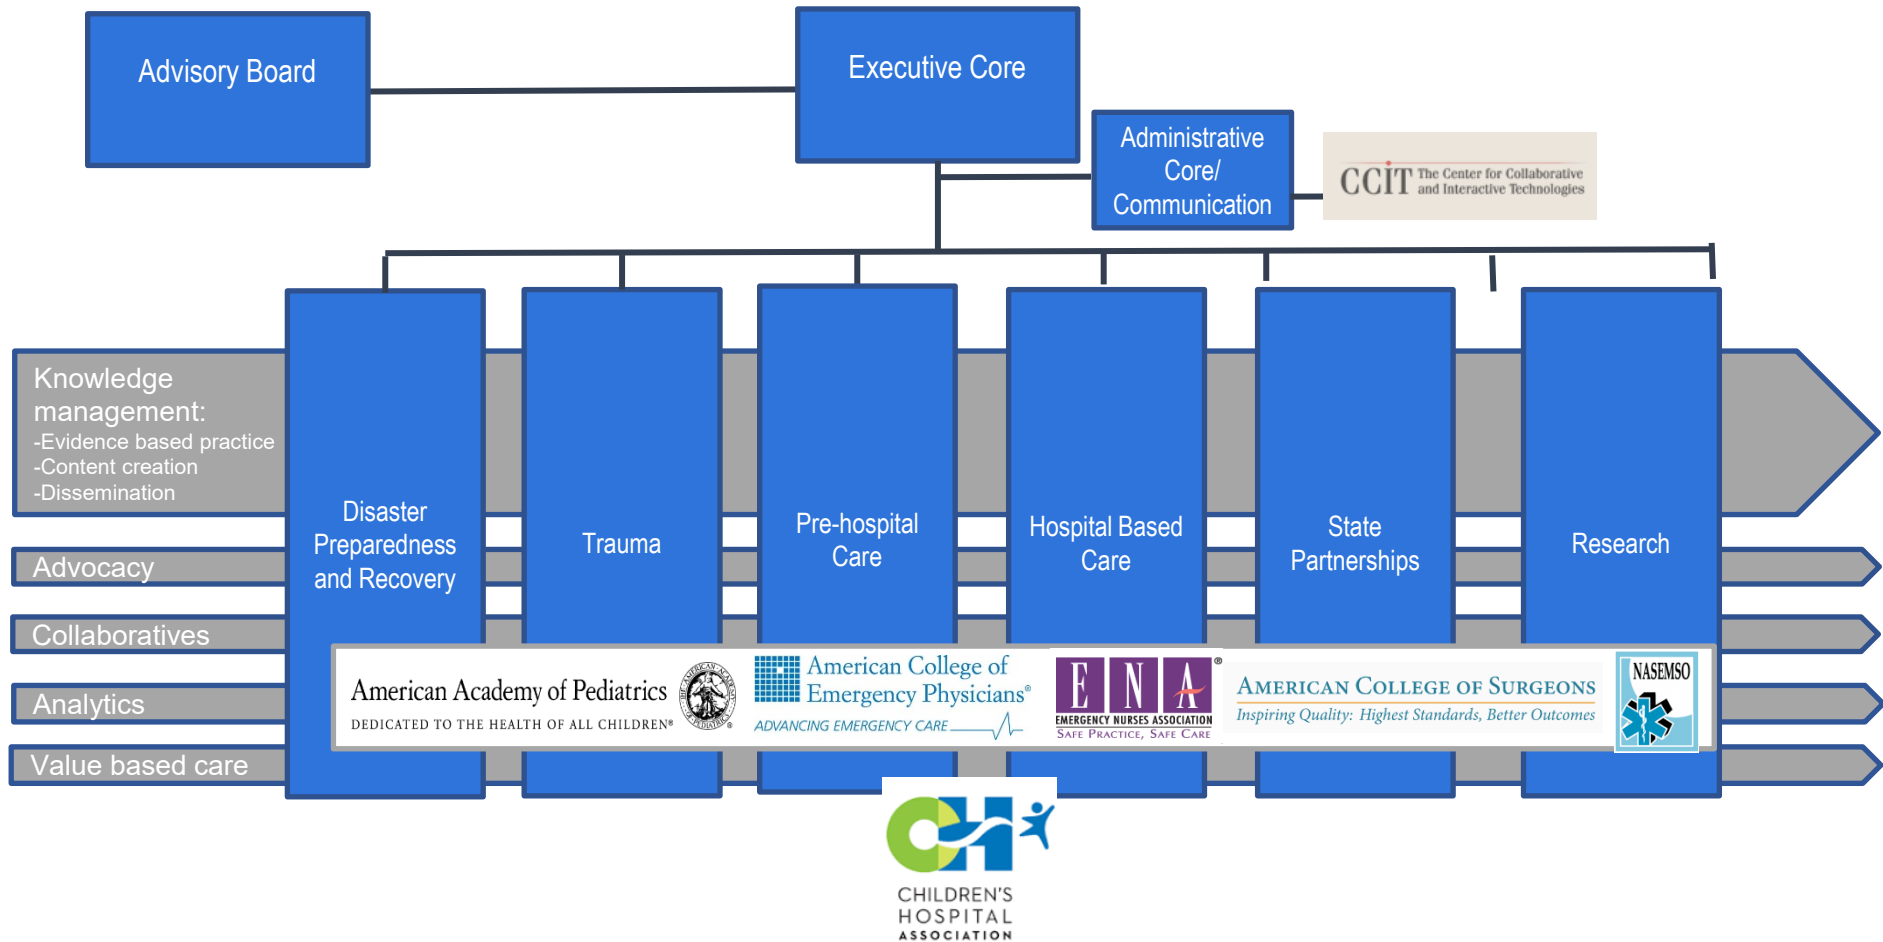 Advisory Board
Executive Core
Administrative
Core/
Communication
CCIT The Center for Collaborative
and Interactive Technologies
Knowledge
management:
-Evidence based practice
-Content creation
-Dissemination
Advocacy
Collaboratives
Analytics
Value based care
Disaster
Preparedness
and Recovery
Trauma
Pre-hospital
Care
Hospital Based
Care
State
Partnerships
Research
American Academy of Pediatrics
DEDICATED TO THE HEALTH OF ALL CHILDREN®
American College of
Emergency Physicians®
ADVANCING EMERGENCY CARE
ENA®
EMERGENCY NURSES ASSOCIATION
SAFE PRACTICE, SAFE CARE
AMERICAN COLLEGE OF SURGEONS
Inspiring Quality: Highest Standards, Better Outcomes
NASEMSO
CH
CHILDREN'S
HOSPITAL
ASSOCIATION